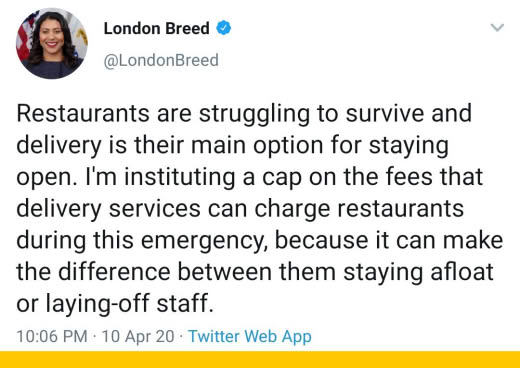 London Breed
@LondonBreed
Restaurants are struggling to survive and
delivery is their main option for staying
open. I'm instituting a cap on the fees that
delivery services can charge restaurants
during this emergency, because it can make
the difference between them staying afloat
or laying-off staff.
10:06 PM · 10 Apr 20 · Twitter Web App